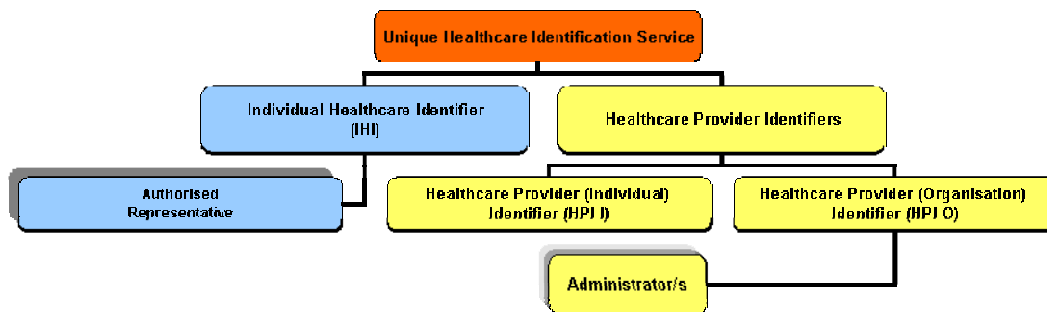 Unique Healthcare Identification Service
Individual Healthcare Identifier
(IHI)
Healthcare Provider Identifiers
Authorised
Representative
Healthcare Provider (Individual)
Identifier (HPI I)
Healthcare Provider (Organisation)
Identifier (HPI O)
Administrator/s